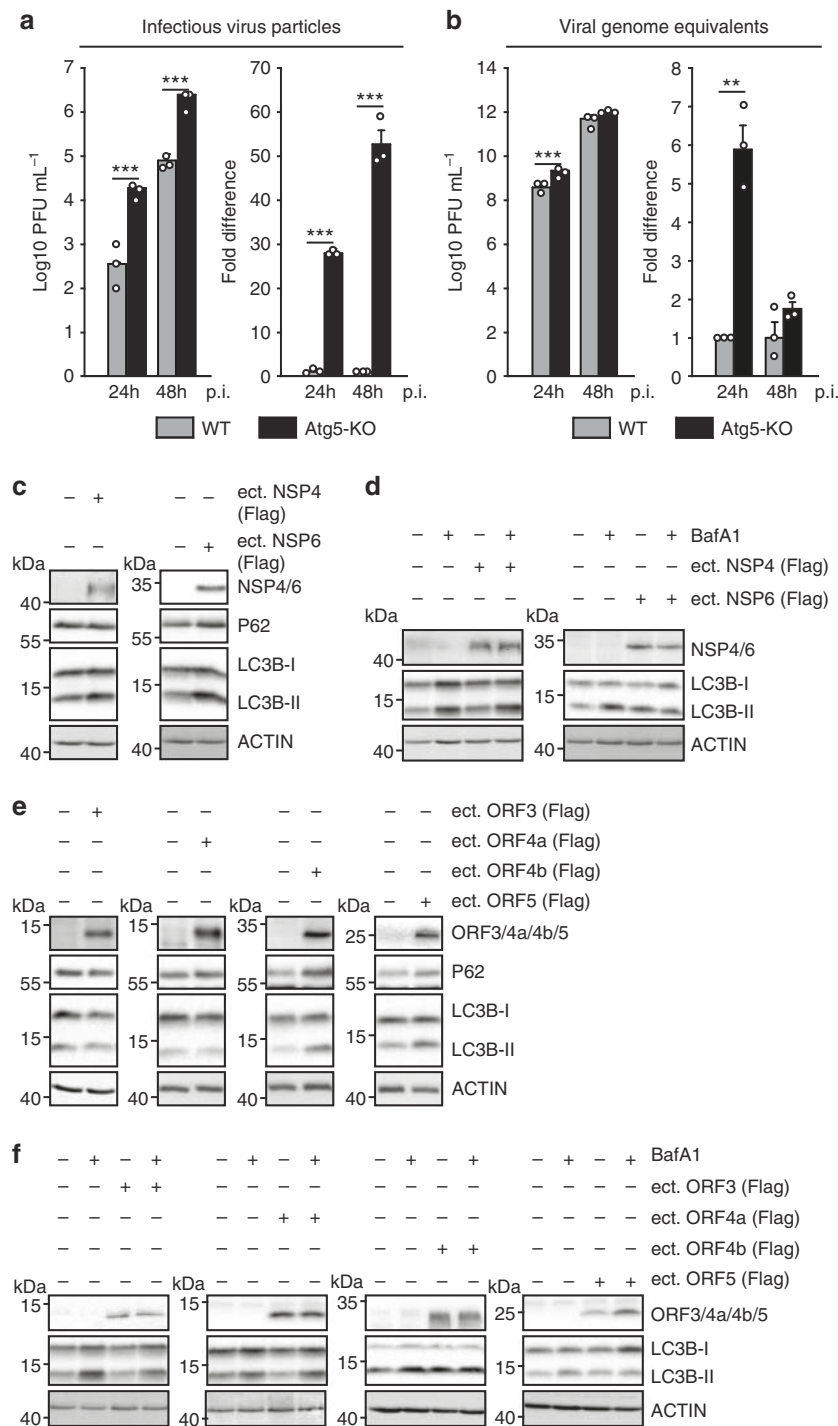 a Infectious virus particles
b Viral genome equivalents
Log10 PFU mL⁻¹
7
6
5
4
3
2
1
0
***
***
24h 48h p.i.
Fold difference
70
60
50
40
30
20
10
0
***
***
24h 48h p.i.
WT Atg5-KO
Log10 PFU mL⁻¹
14
12
10
8
6
4
2
0
***
24h 48h p.i.
Fold difference
8
7
6
5
4
3
2
1
0
**
24h 48h p.i.
WT Atg5-KO
c
– + – – ect. NSP4 (Flag)
– – – + ect. NSP6 (Flag)
kDa
40 35 NSP4/6
55 55 P62
LC3B-I
15 15
LC3B-II
40 40 ACTIN
d
– + – + – + – + BafA1
– – + + – – – – ect. NSP4 (Flag)
– – – – – – + + ect. NSP6 (Flag)
kDa kDa
40 35 NSP4/6
LC3B-I
15 15
LC3B-II
40 40 ACTIN
e
– + – – – – – – ect. ORF3 (Flag)
– – – + – – – – ect. ORF4a (Flag)
– – – – – + – – ect. ORF4b (Flag)
– – – – – – – + ect. ORF5 (Flag)
kDa kDa kDa kDa
15 15 35 25 ORF3/4a/4b/5
55 55 55 55 P62
LC3B-I
15 15 15 15
LC3B-II
40 40 40 40 ACTIN
f
– + – + – + – + – + – + – + – + BafA1
– – + + – – – – – – – – – – – – ect. ORF3 (Flag)
– – – – – – + + – – – – – – – – ect. ORF4a (Flag)
– – – – – – – – – – + + – – – – ect. ORF4b (Flag)
– – – – – – – – – – – – – – + + ect. ORF5 (Flag)
kDa kDa kDa kDa
15 15 35 25 ORF3/4a/4b/5
LC3B-I
15 15 15 15
LC3B-II
40 40 40 40 ACTIN